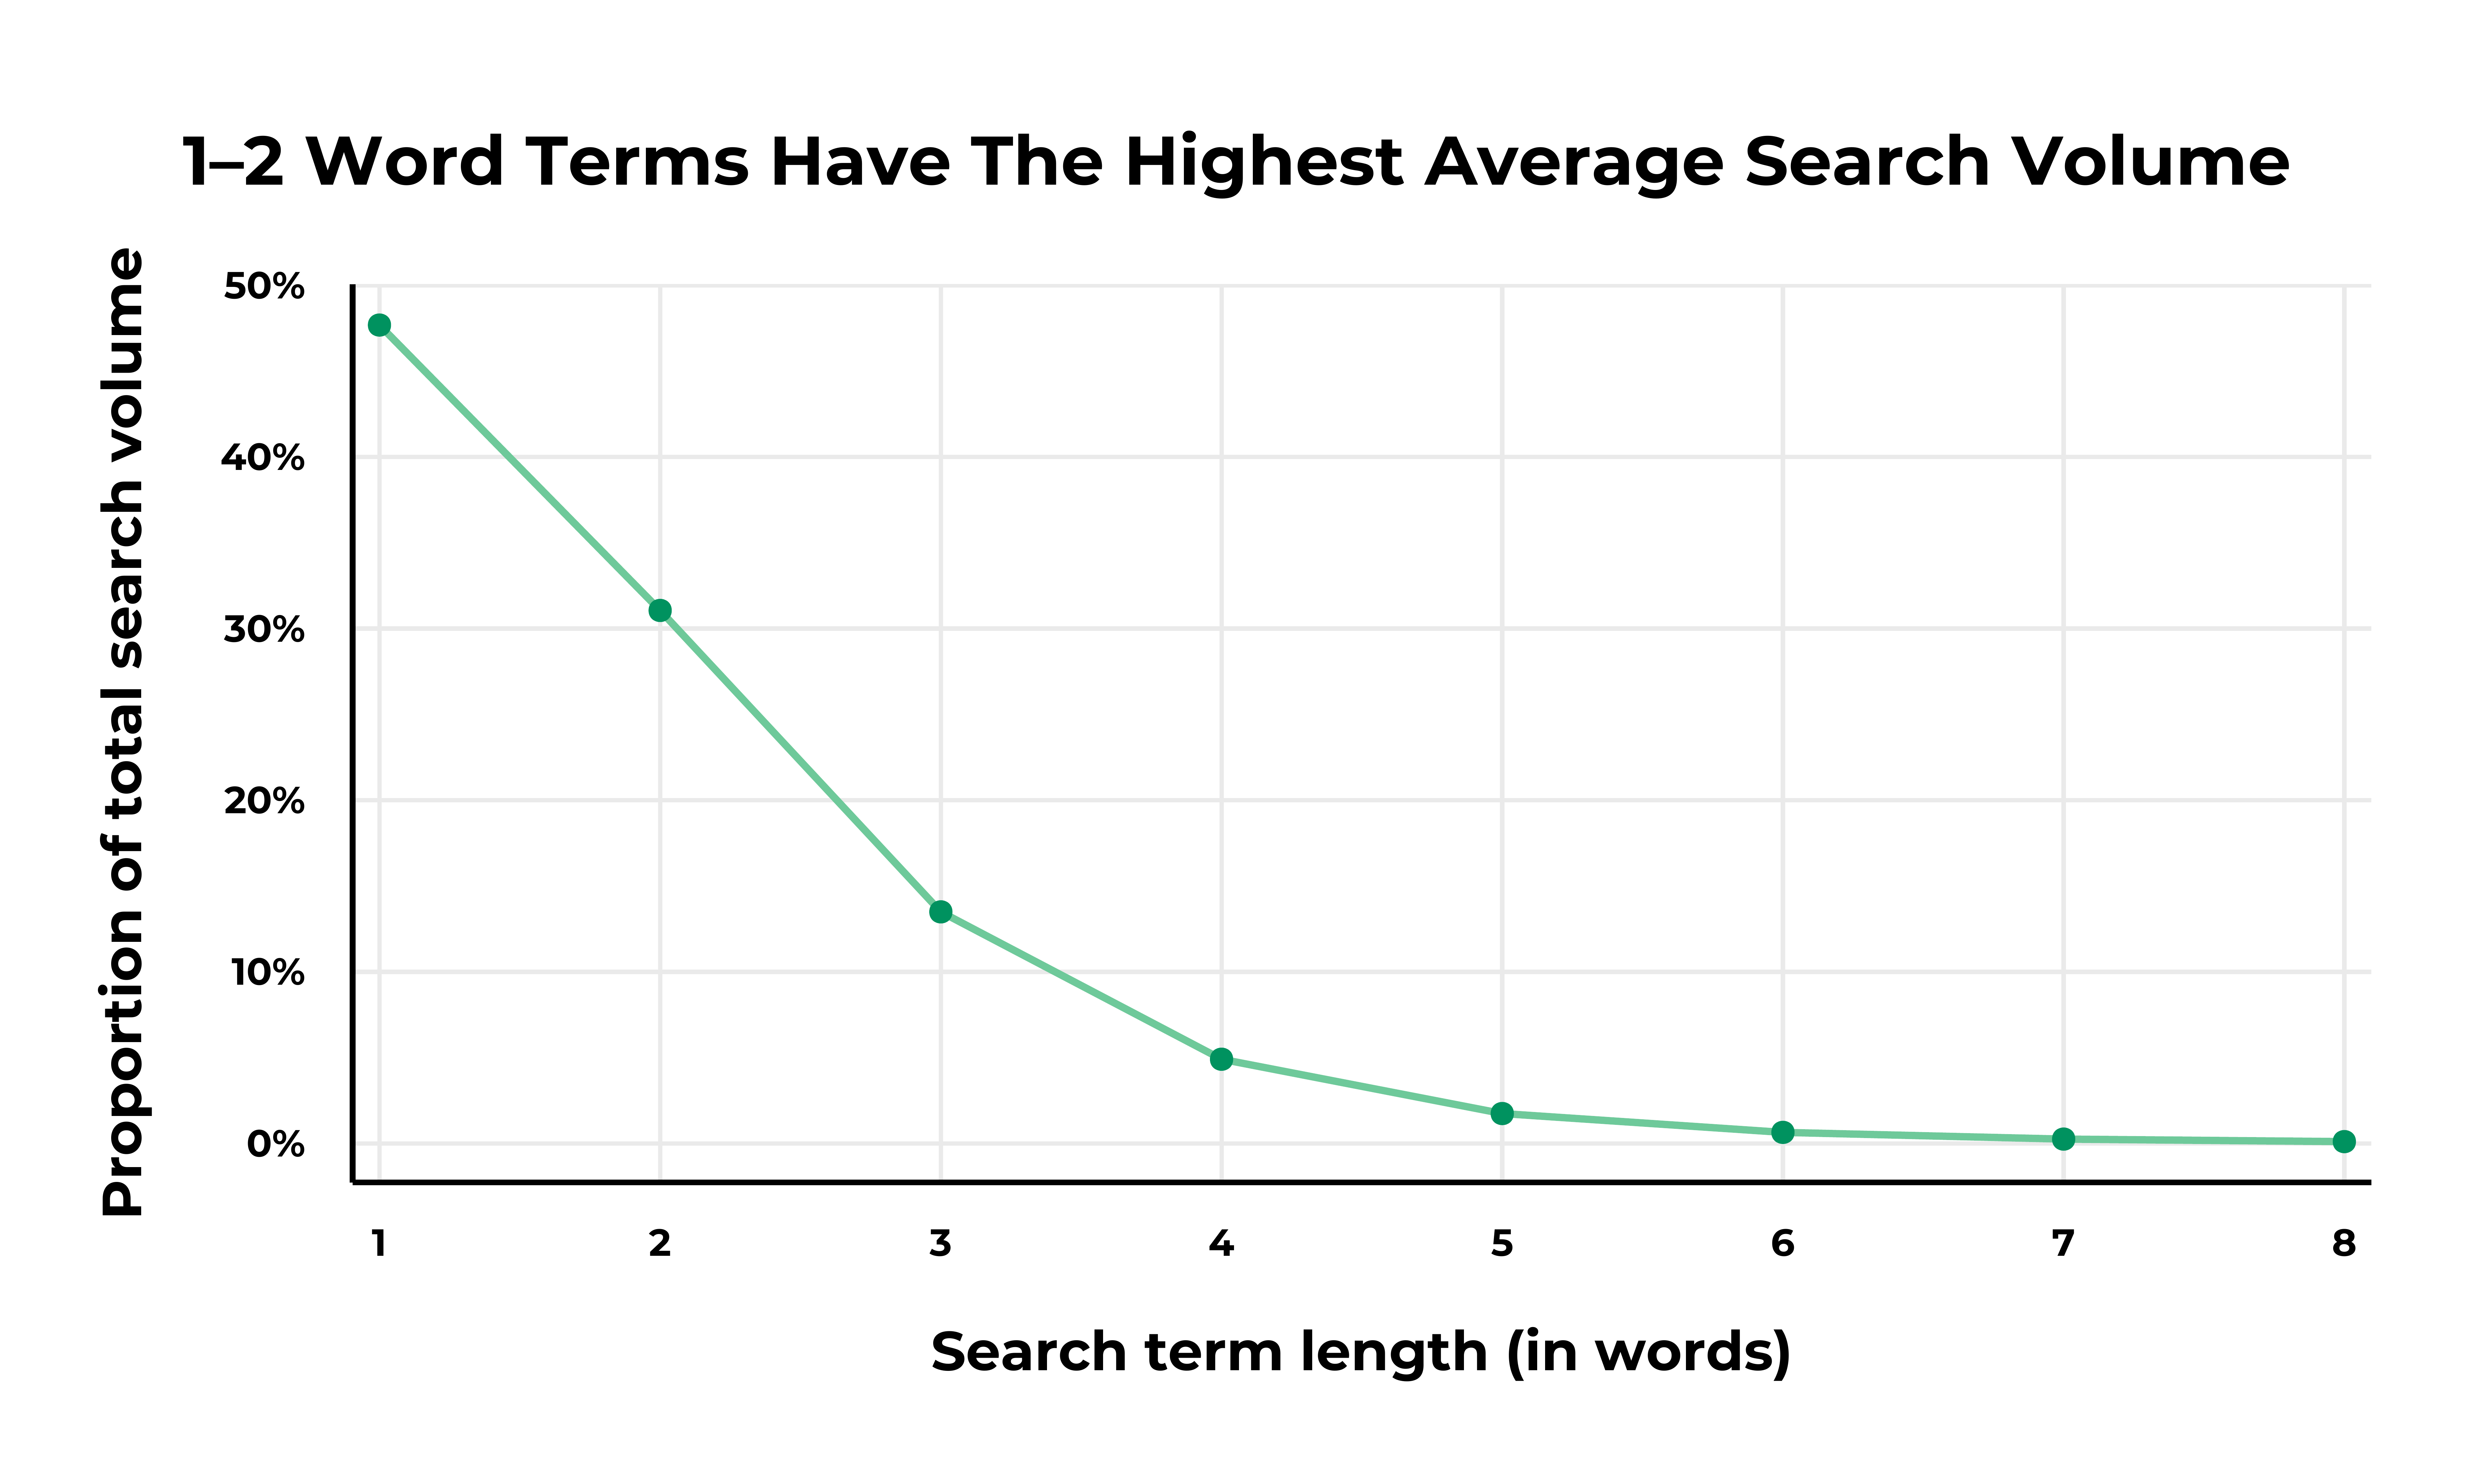 1–2 Word Terms Have The Highest Average Search Volume
Proportion of total search volume
50%
40%
30%
20%
10%
0%
1 2 3 4 5 6 7 8
Search term length (in words)